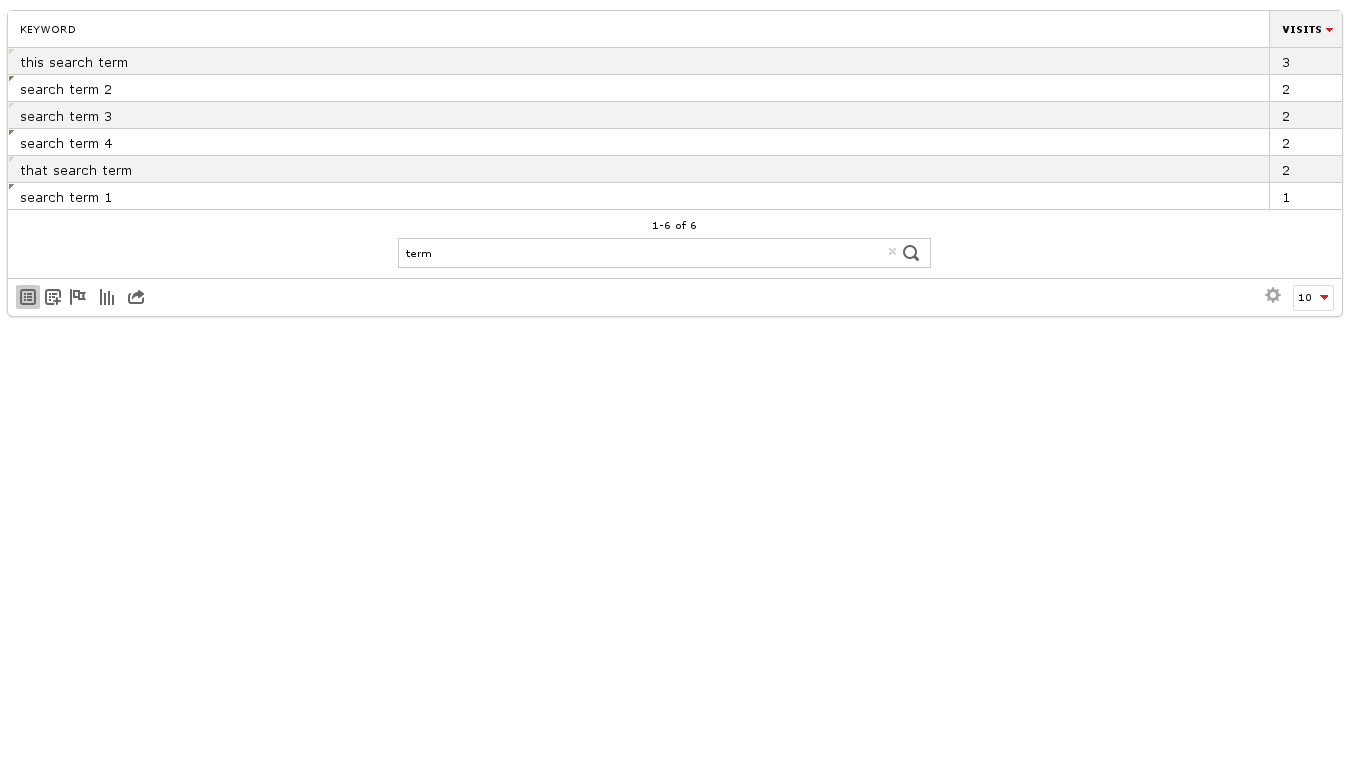 KEYWORD VISITS
this search term 3
search term 2 2
search term 3 2
search term 4 2
that search term 2
search term 1 1
1-6 of 6
term
10